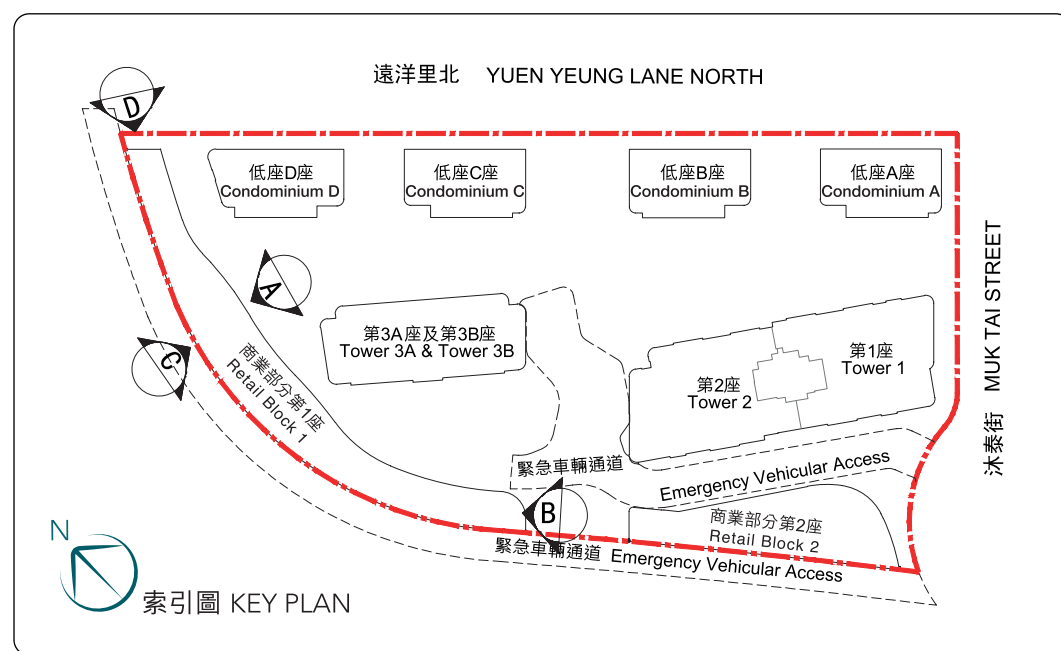 遠洋里北 YUEN YEUNG LANE NORTH
D
低座D座
Condominium D
低座C座
Condominium C
低座B座
Condominium B
低座A座
Condominium A
A
C
第3A座及第3B座
Tower 3A & Tower 3B
第1座
Tower 1
第2座
Tower 2
沐泰街 MUK TAI STREET
商業部分第1座
Retail Block 1
緊急車輛通道
Emergency Vehicular Access
B
商業部分第2座
Retail Block 2
緊急車輛通道 Emergency Vehicular Access
N
索引圖 KEY PLAN